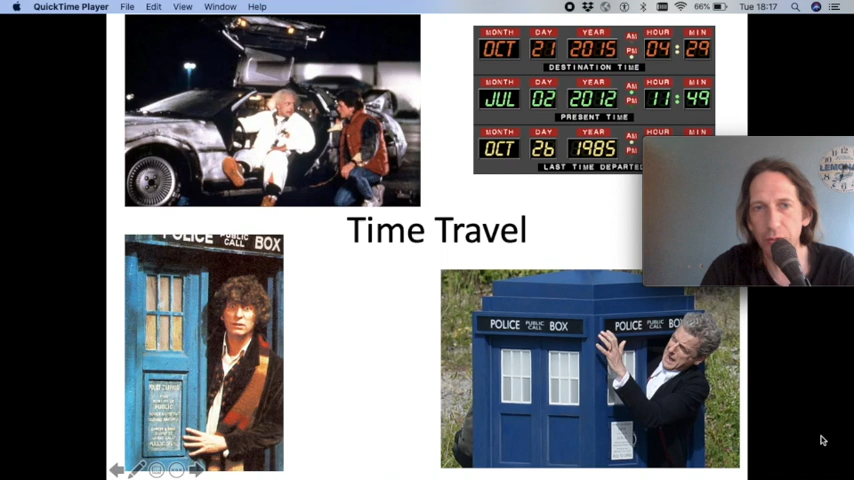 QuickTime Player File Edit View Window Help 66% Tue 18:17
MONTH DAY YEAR AM HOUR MIN
OCT 21 2015 PM 04:29
DESTINATION TIME
MONTH DAY YEAR AM HOUR MIN
JUL 02 2012 PM 11:49
PRESENT TIME
MONTH DAY YEAR AM HOUR MIN
OCT 26 1985 PM
LAST TIME DEPARTED
LEMON
Time Travel
POLICE PUBLIC CALL BOX
PUBLIC
POLICE PUBLIC CALL BOX POLICE PUBLIC CALL BOX